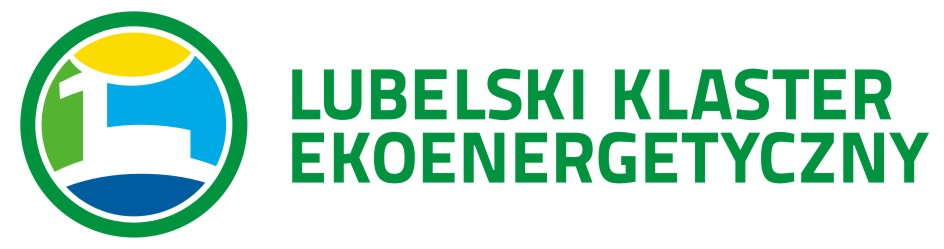 LUBELSKI KLASTER
EKOENERGETYCZNY